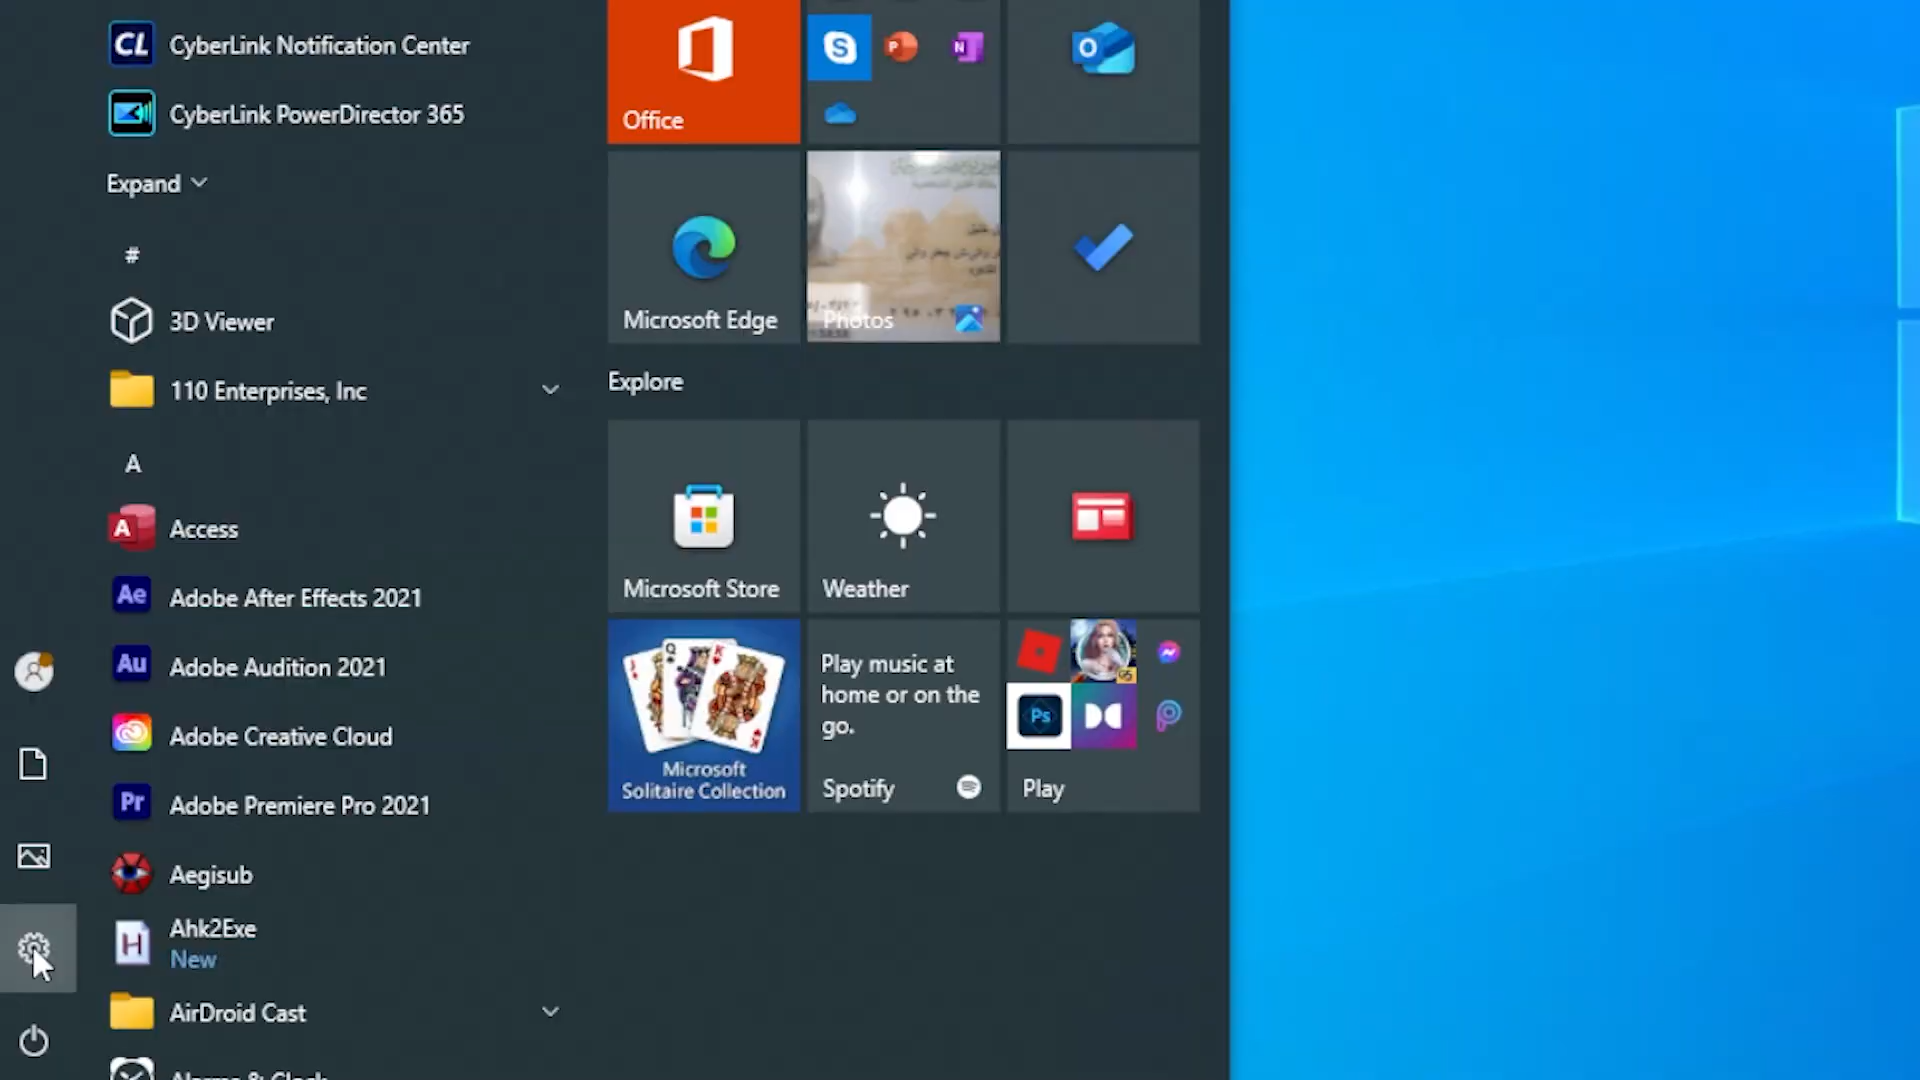 CyberLink Notification Center
CyberLink PowerDirector 365
Expand
#
3D Viewer
110 Enterprises, Inc
A
Access
Adobe After Effects 2021
Adobe Audition 2021
Adobe Creative Cloud
Adobe Premiere Pro 2021
Aegisub
Ahk2Exe
New
AirDroid Cast
Office
Microsoft Edge
Photos
Explore
Microsoft Store
Weather
Microsoft
Solitaire Collection
Play music at
home or on the
go.
Spotify
Play